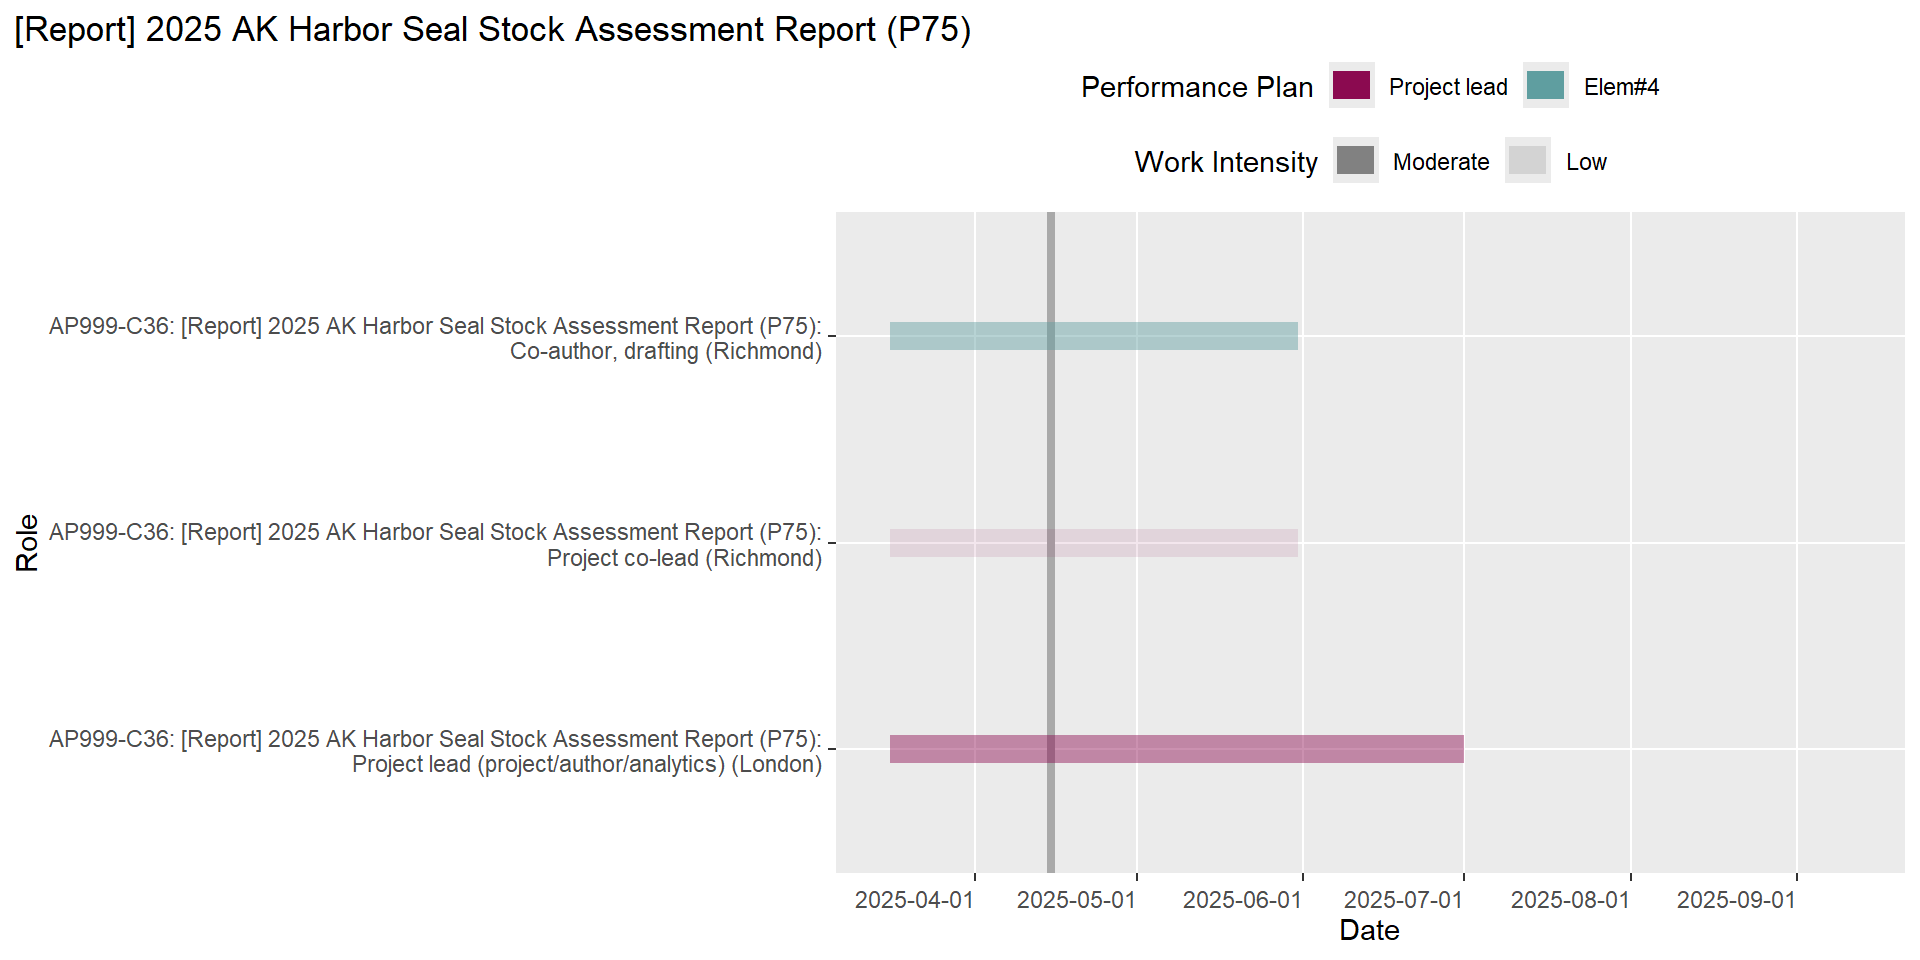 [Report] 2025 AK Harbor Seal Stock Assessment Report (P75)
Performance Plan Project lead Elem#4
Work Intensity Moderate Low
AP999-C36: [Report] 2025 AK Harbor Seal Stock Assessment Report (P75):
Co-author, drafting (Richmond)
Role
AP999-C36: [Report] 2025 AK Harbor Seal Stock Assessment Report (P75):
Project co-lead (Richmond)
AP999-C36: [Report] 2025 AK Harbor Seal Stock Assessment Report (P75):
Project lead (project/author/analytics) (London)
2025-04-01 2025-05-01 2025-06-01 2025-07-01 2025-08-01 2025-09-01
Date